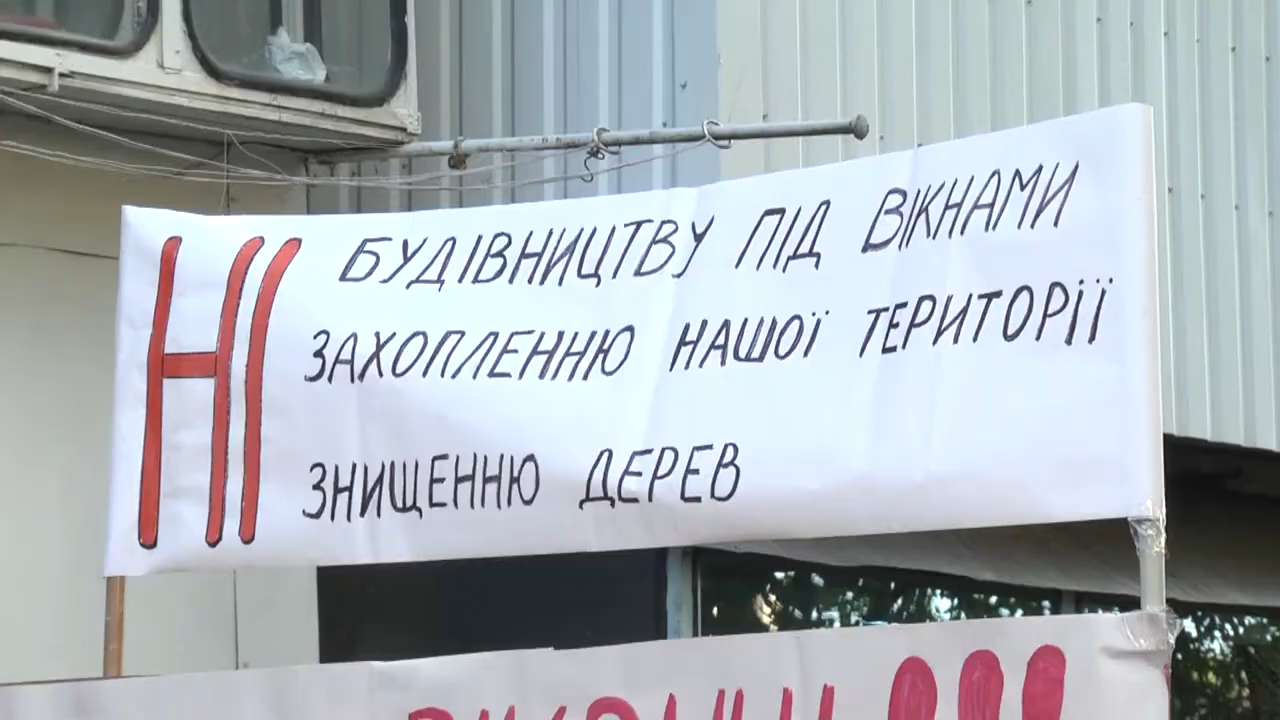 НІ
БУДІВНИЦТВУ ПІД ВІКНАМИ
ЗАХОПЛЕННЮ НАШОЇ ТЕРИТОРІЇ
ЗНИЩЕННЮ ДЕРЕВ